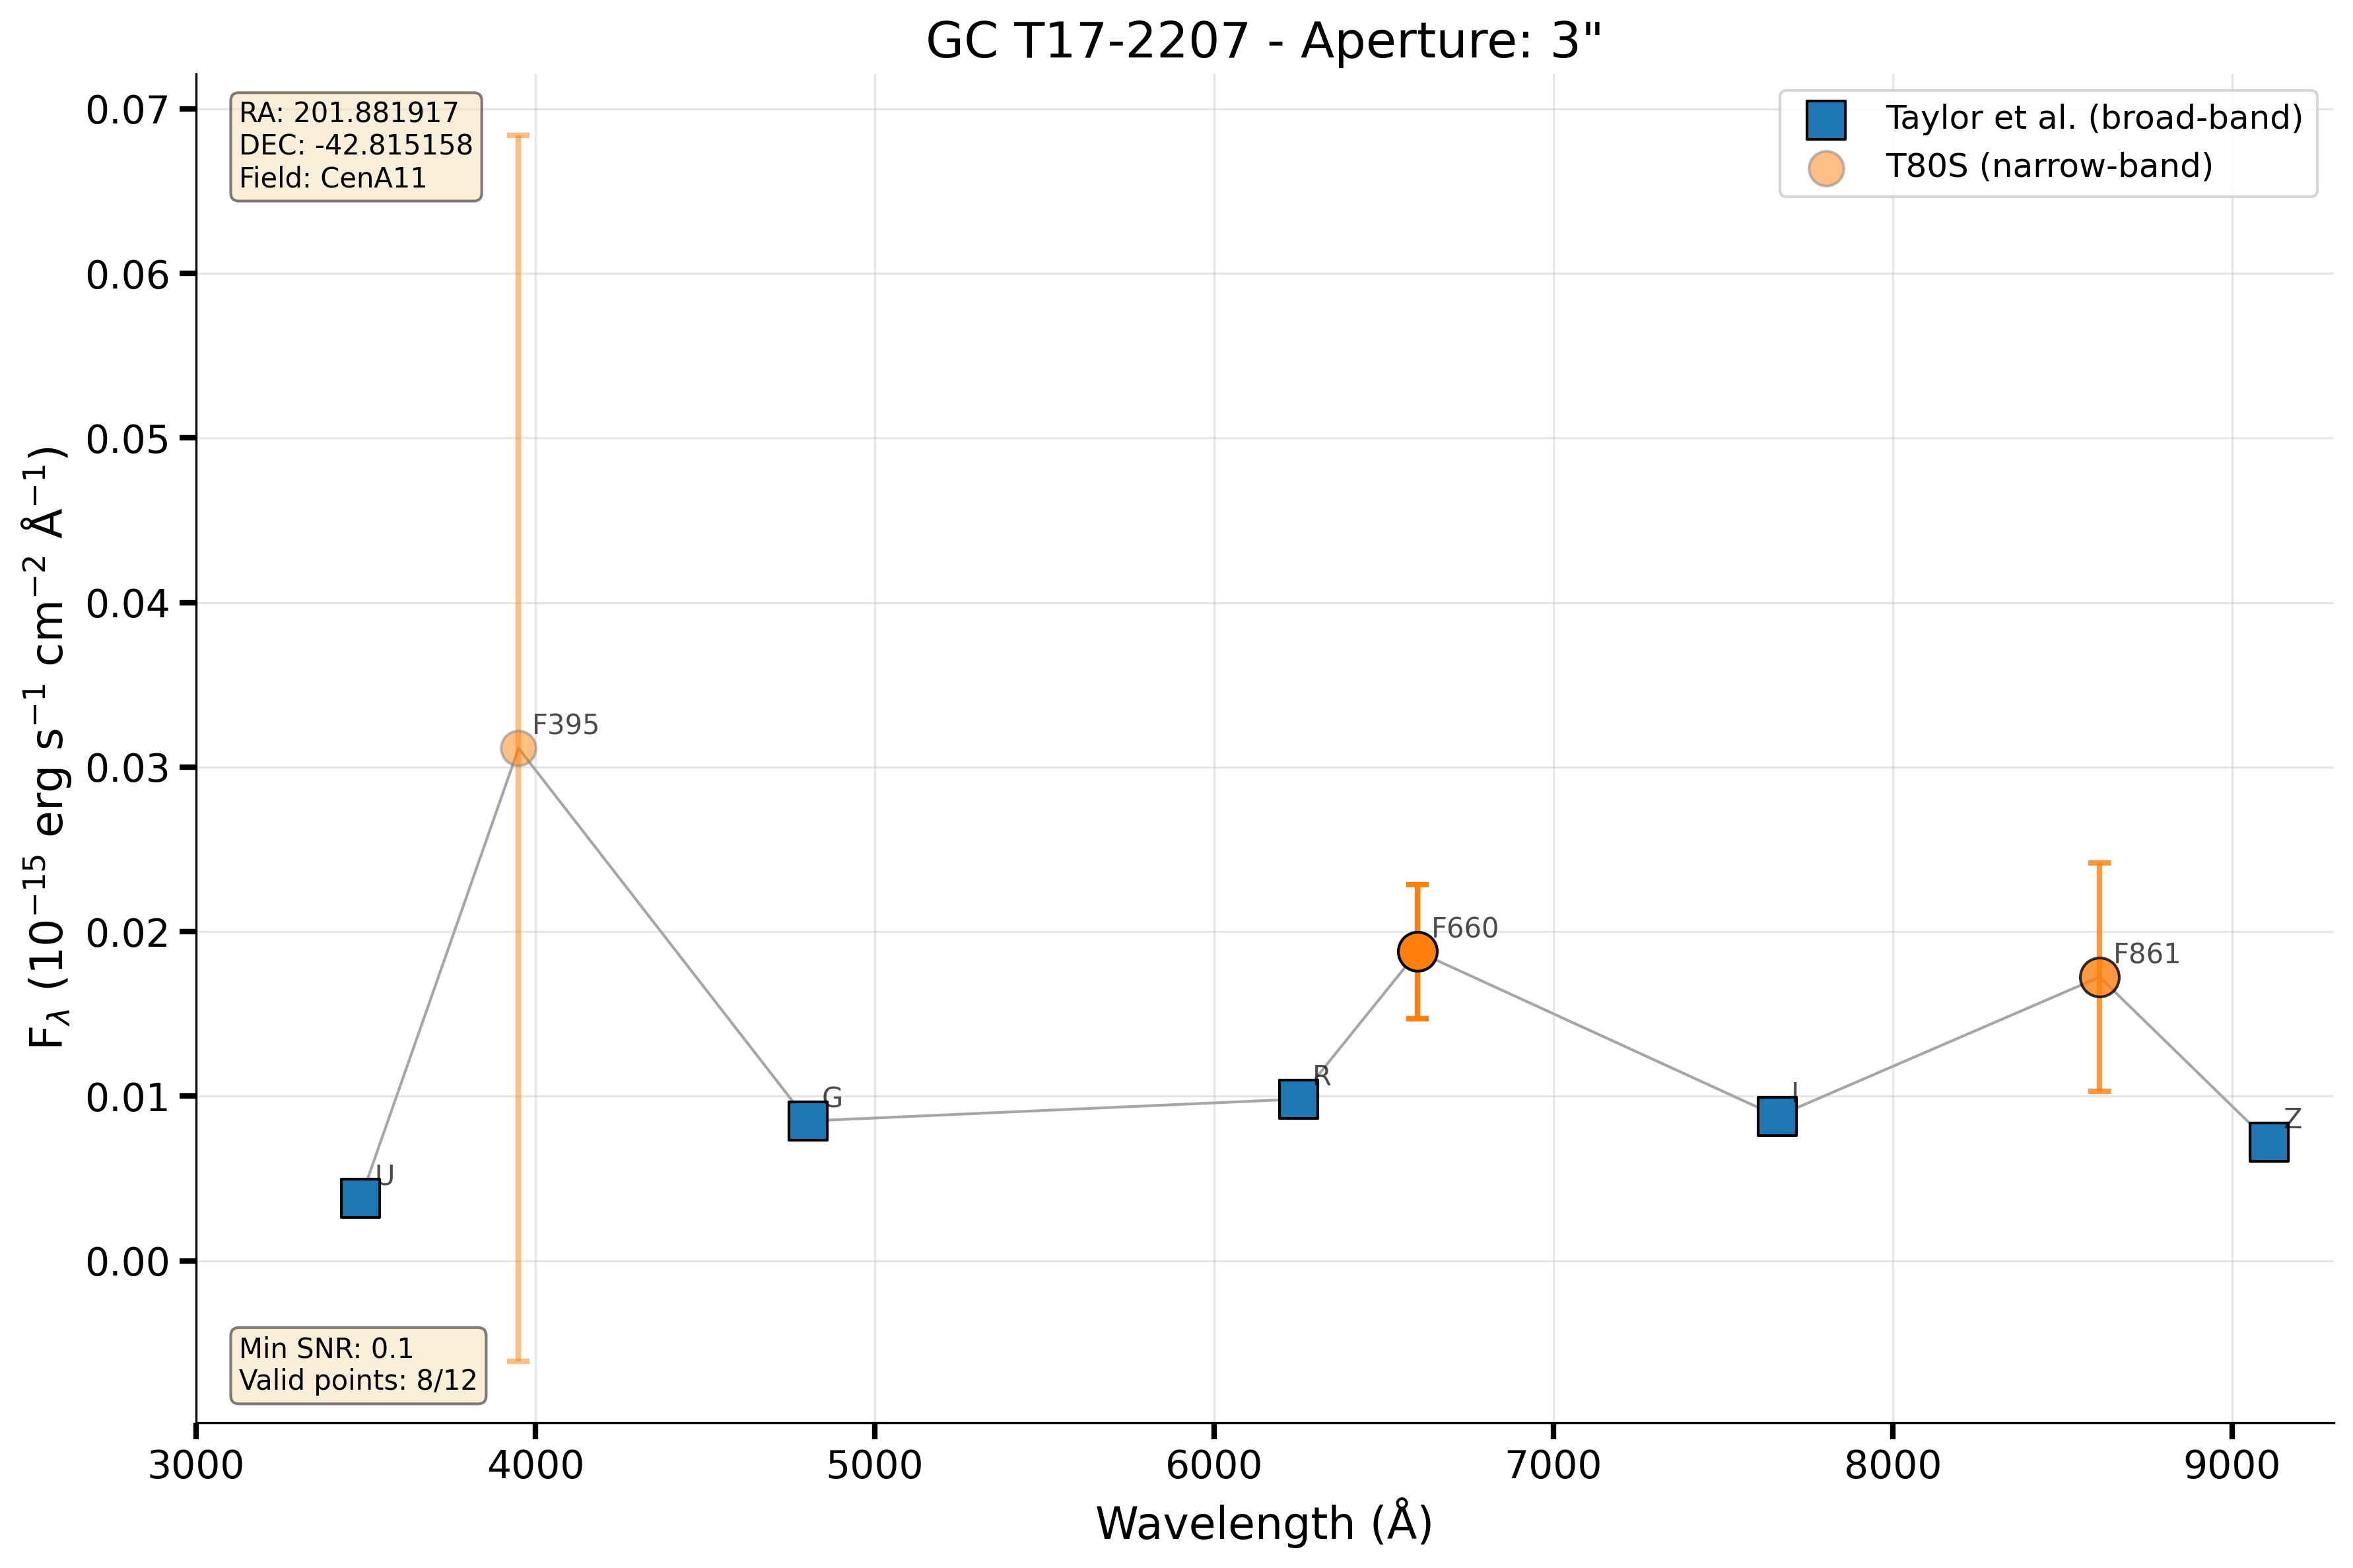 GC T17-2207 - Aperture: 3"
RA: 201.881917
DEC: -42.815158
Field: CenA11
Taylor et al. (broad-band)
T80S (narrow-band)
0.07
0.06
0.05
0.04
0.03
0.02
0.01
0.00
F_λ (10⁻¹⁵ erg s⁻¹ cm⁻² Å⁻¹)
U
F395
G
R
F660
I
F861
Z
Min SNR: 0.1
Valid points: 8/12
3000 4000 5000 6000 7000 8000 9000
Wavelength (Å)